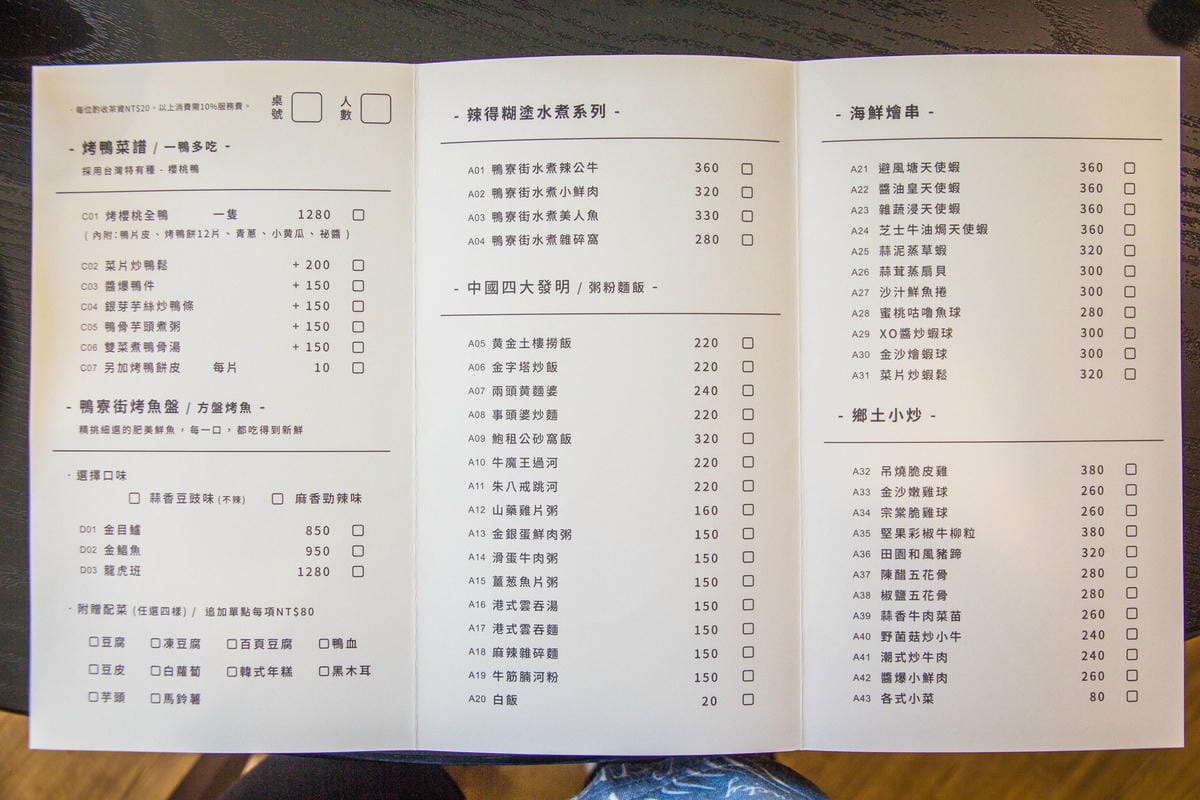 · 每位酌收茶資NT$20。以上消費需10%服務費。 桌號 人數
- 烤鴨菜譜 / 一鴨多吃 -
採用台灣特有種 - 櫻桃鴨
C01 烤櫻桃全鴨 一隻 1280
( 內附:鴨片皮、烤鴨餅12片、青蔥、小黃瓜、祕醬 )
C02 菜片炒鴨鬆 + 200
C03 醬爆鴨件 + 150
C04 銀芽芋絲炒鴨條 + 150
C05 鴨骨芋頭煮粥 + 150
C06 雙菜煮鴨骨湯 + 150
C07 另加烤鴨餅皮 每片 10
- 鴨寮街烤魚盤 / 方盤烤魚 -
精挑細選的肥美鮮魚，每一口，都吃得到新鮮
· 選擇口味
蒜香豆豉味 (不辣) 麻香勁辣味
D01 金目鱸 850
D02 金鯧魚 950
D03 龍虎班 1280
· 附贈配菜 (任選四樣) / 追加單點每項NT$80
豆腐 凍豆腐 百頁豆腐 鴨血
豆皮 白蘿蔔 韓式年糕 黑木耳
芋頭 馬鈴薯
- 辣得糊塗水煮系列 -
A01 鴨寮街水煮辣公牛 360
A02 鴨寮街水煮小鮮肉 320
A03 鴨寮街水煮美人魚 330
A04 鴨寮街水煮雜碎窩 280
- 中國四大發明 / 粥粉麵飯 -
A05 黄金土樓撈飯 220
A06 金字塔炒飯 220
A07 兩頭黄麵婆 240
A08 事頭婆炒麵 220
A09 鮑租公砂窩飯 320
A10 牛魔王過河 220
A11 朱八戒跳河 220
A12 山藥雞片粥 160
A13 金銀蛋鮮肉粥 150
A14 滑蛋牛肉粥 150
A15 薑葱魚片粥 150
A16 港式雲吞湯 150
A17 港式雲吞麵 150
A18 麻辣雜碎麵 150
A19 牛筋腩河粉 150
A20 白飯 20
- 海鮮燴串 -
A21 避風塘天使蝦 360
A22 醬油皇天使蝦 360
A23 雜蔬浸天使蝦 360
A24 芝士牛油焗天使蝦 360
A25 蒜泥蒸草蝦 320
A26 蒜茸蒸扇貝 300
A27 沙汁鮮魚捲 300
A28 蜜桃咕嚕魚球 280
A29 XO醬炒蝦球 300
A30 金沙燴蝦球 300
A31 菜片炒蝦鬆 320
- 鄉土小炒 -
A32 吊燒脆皮雞 380
A33 金沙嫩雞球 260
A34 宗棠脆雞球 260
A35 堅果彩椒牛柳粒 380
A36 田園和風豬蹄 320
A37 陳醋五花骨 280
A38 椒鹽五花骨 280
A39 蒜香牛肉菜苗 260
A40 野菌菇炒小牛 240
A41 潮式炒牛肉 240
A42 醬爆小鮮肉 260
A43 各式小菜 80